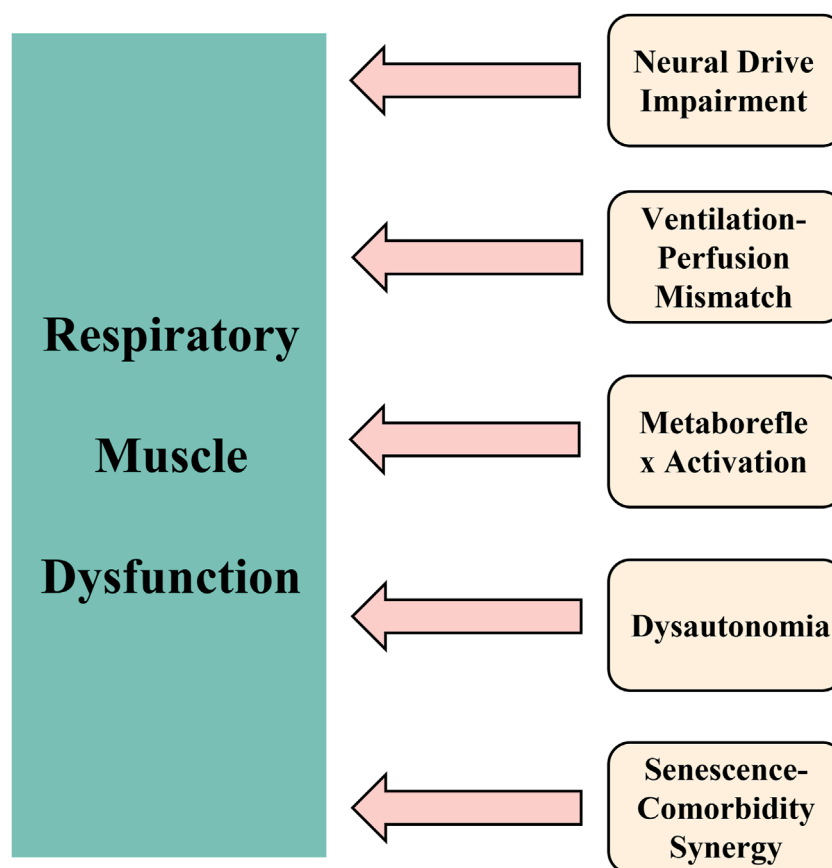 Respiratory
Muscle
Dysfunction
Neural Drive
Impairment
Ventilation-
Perfusion
Mismatch
Metaborefle
x Activation
Dysautonomia
Senescence-
Comorbidity
Synergy